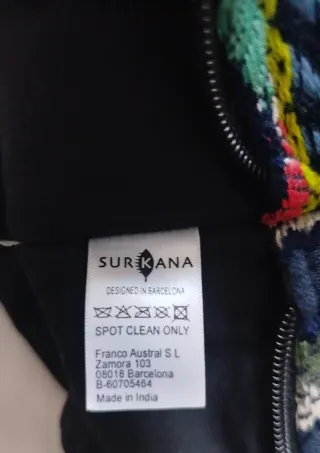 SURKANA
DESIGNED IN BARCELONA
SPOT CLEAN ONLY
Franco Austral S.L
Zamora 103
08018 Barcelona
B-60705464
Made in India